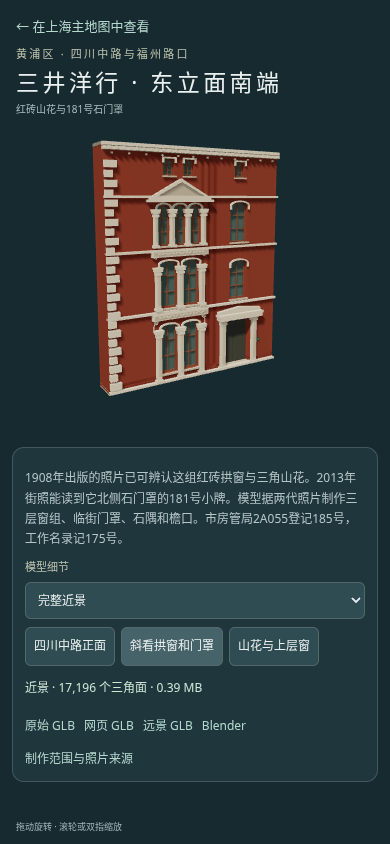 ← 在上海主地图中查看
黄浦区 · 四川中路与福州路口
三井洋行 · 东立面南端
红砖山花与181号石门罩
1908年出版的照片已可辨认这组红砖拱窗与三角山花。2013年
街照能读到它北侧石门罩的181号小牌。模型据两代照片制作三
层窗组、临街门罩、石隅和檐口。市房管局2A055登记185号，
工作名录记175号。
模型细节
完整近景
四川中路正面 斜看拱窗和门罩 山花与上层窗
近景 · 17,196 个三角面 · 0.39 MB
原始 GLB 网页 GLB 远景 GLB Blender
制作范围与照片来源
拖动旋转 · 滚轮或双指缩放